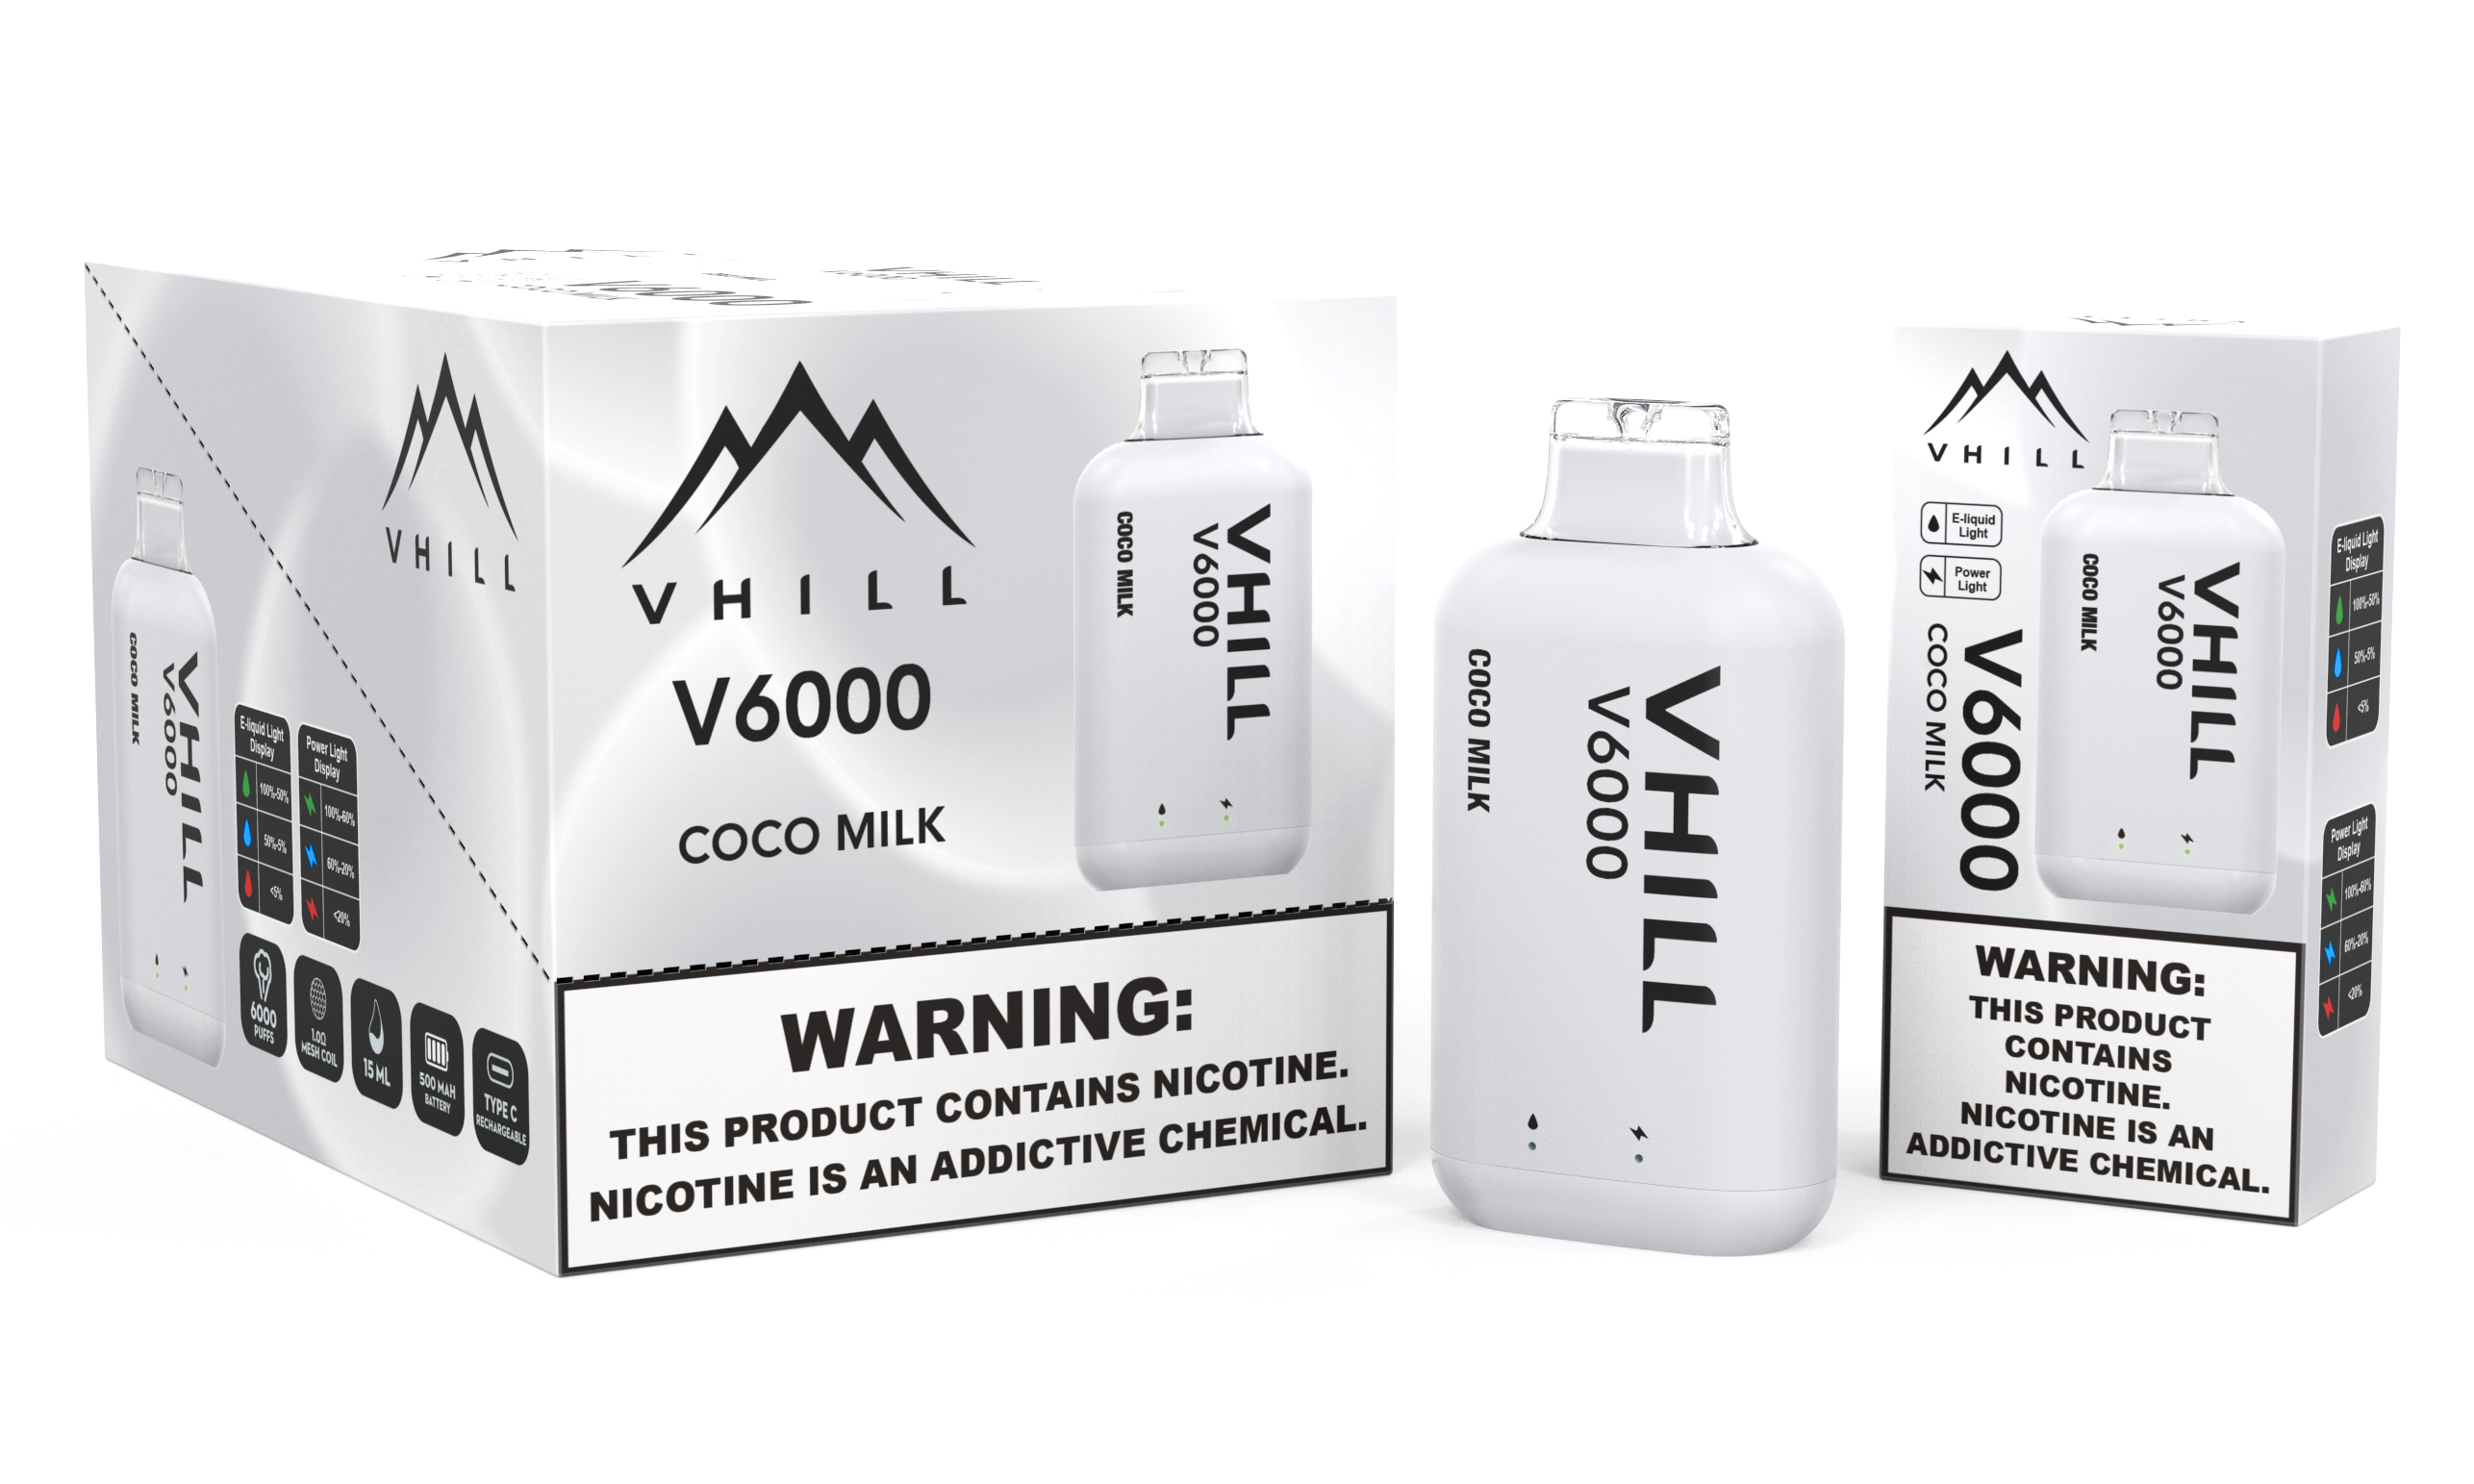 V6000
VHILL
VHILL
COCO MILK
V6000
VHILL
E-liquid Light
Display
100%-50%
50%-5%
<5%
Power Light
Display
100%-60%
60%-20%
<20%
6000
PUFFS
1.0Ω
MESH COIL
15 ML
500 MAH
BATTERY
TYPE C
RECHARGEABLE
VHILL
V6000
COCO MILK
COCO MILK
V6000
VHILL
WARNING:
THIS PRODUCT CONTAINS NICOTINE.
NICOTINE IS AN ADDICTIVE CHEMICAL.
COCO MILK
V6000
VHILL
VHILL
E-liquid
Light
Power
Light
COCO MILK
V6000
COCO MILK
V6000
VHILL
WARNING:
THIS PRODUCT
CONTAINS
NICOTINE.
NICOTINE IS AN
ADDICTIVE CHEMICAL.
E-liquid Light
Display
100%-50%
50%-5%
<5%
Power Light
Display
100%-60%
60%-20%
<20%